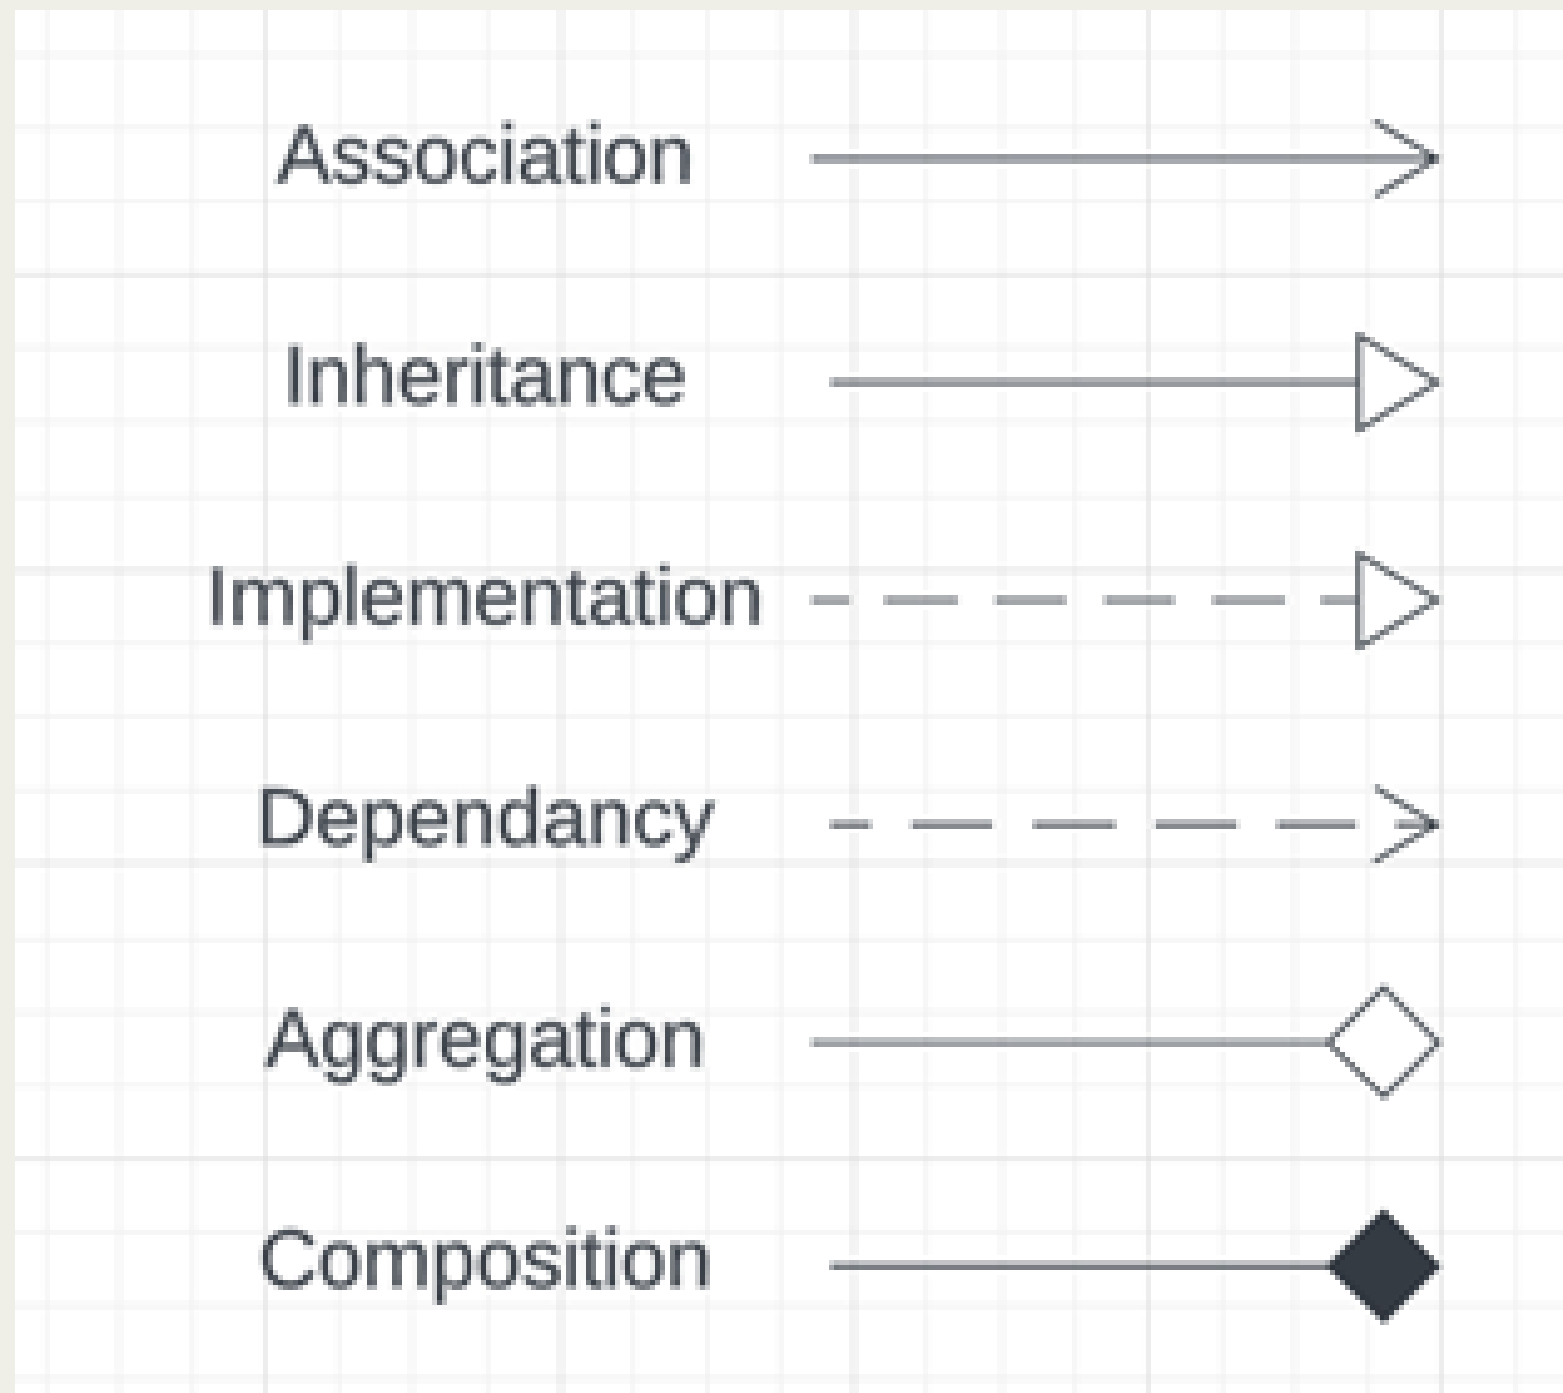 Association
Inheritance
Implementation
Dependancy
Aggregation
Composition